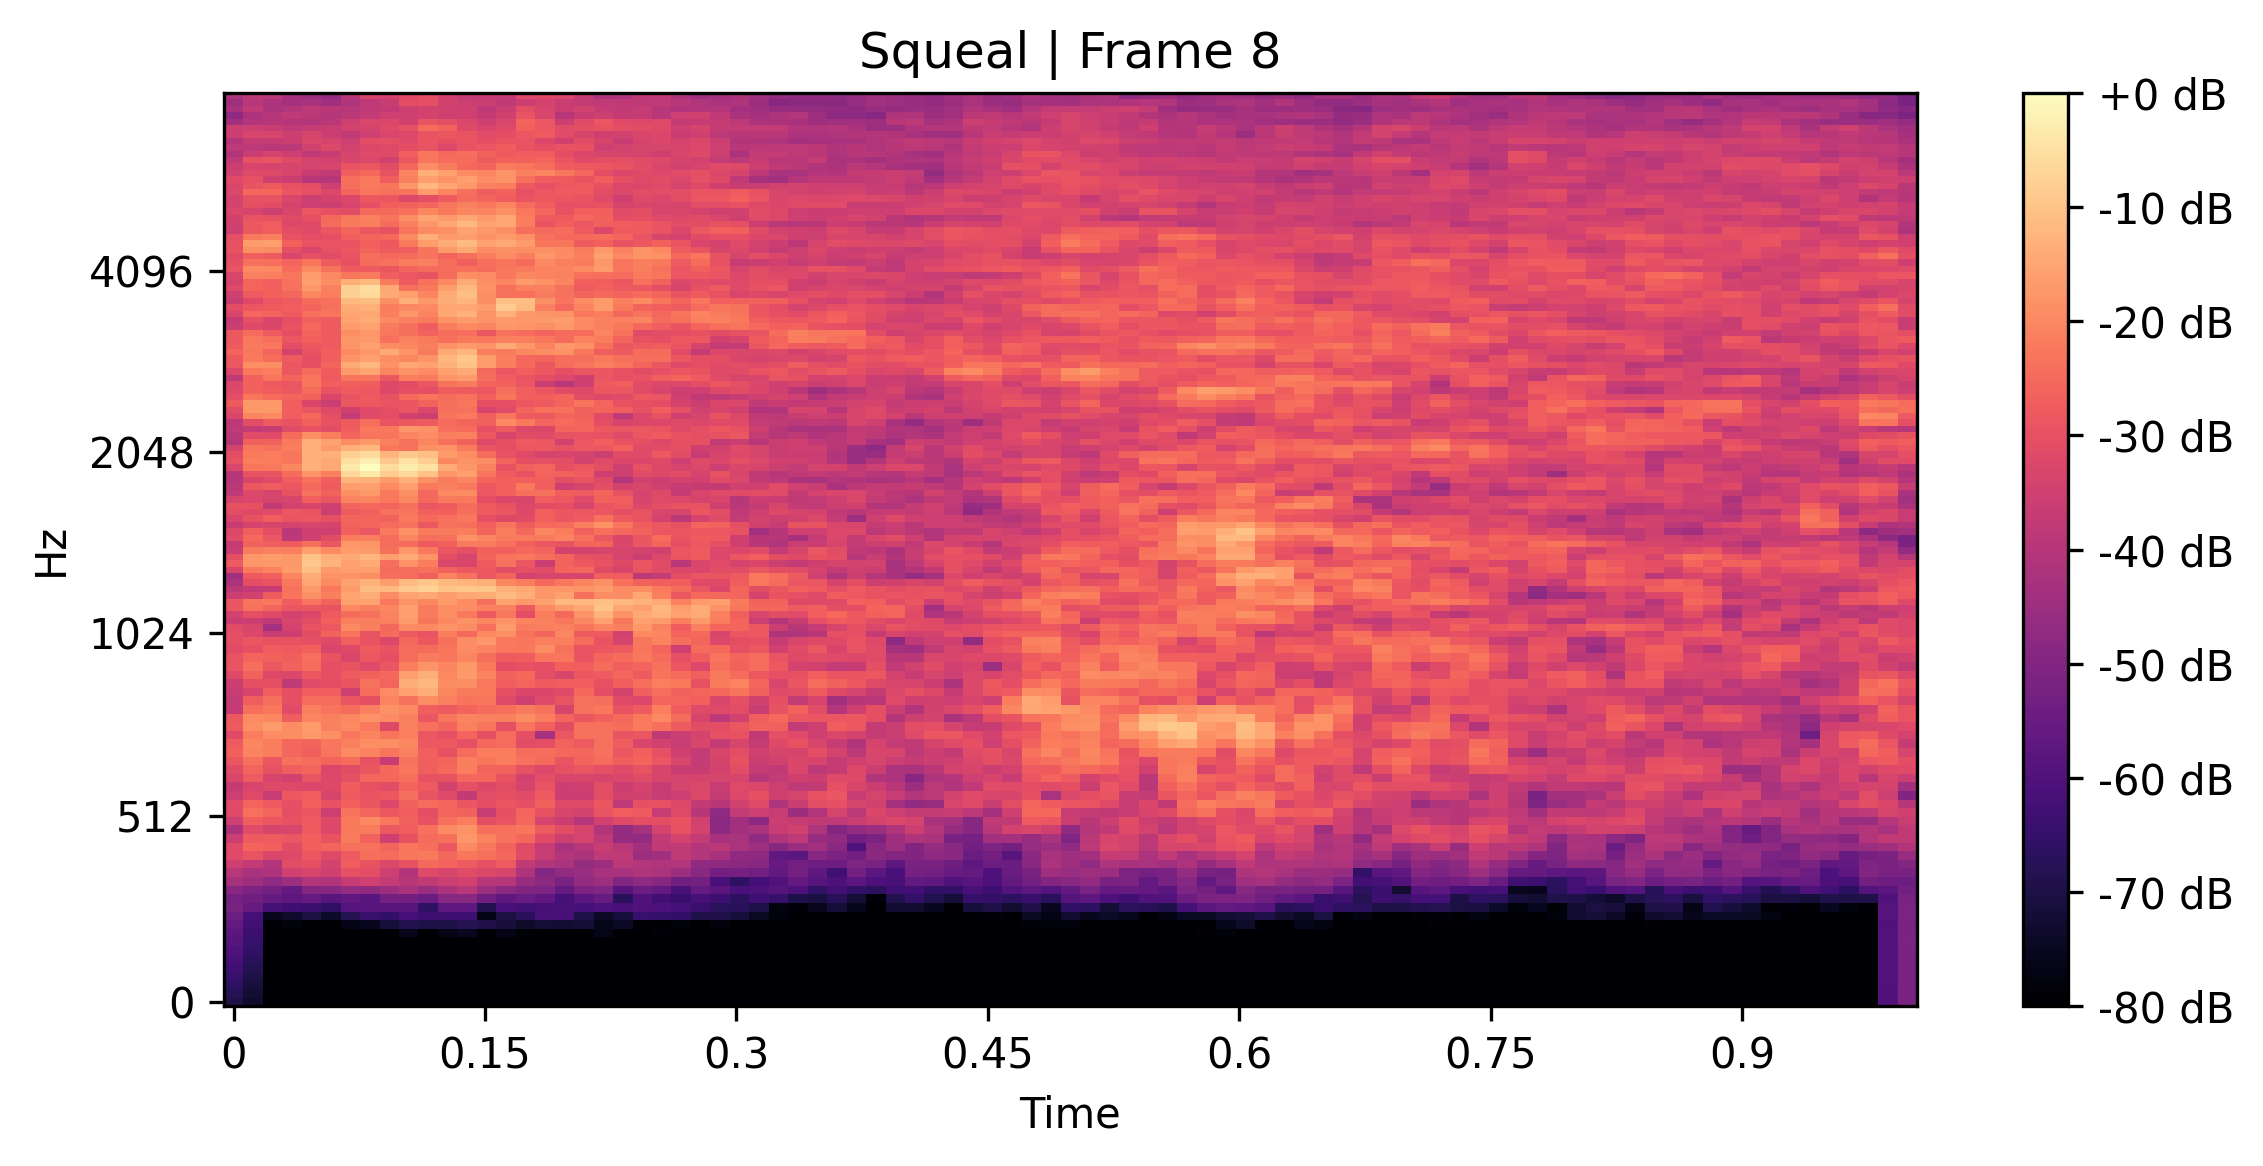 Squeal | Frame 8
+0 dB
-10 dB
-20 dB
-30 dB
-40 dB
-50 dB
-60 dB
-70 dB
-80 dB
4096
2048
1024
512
0
Hz
0 0.15 0.3 0.45 0.6 0.75 0.9
Time